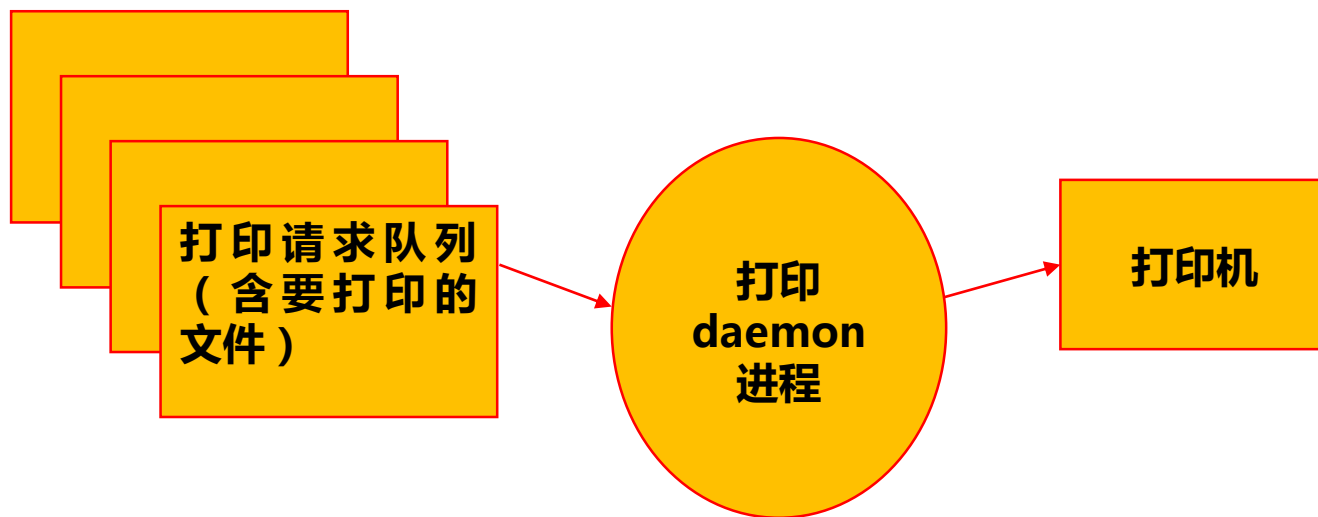 打印请求队列
（含要打印的
文件）
打印
daemon
进程
打印机